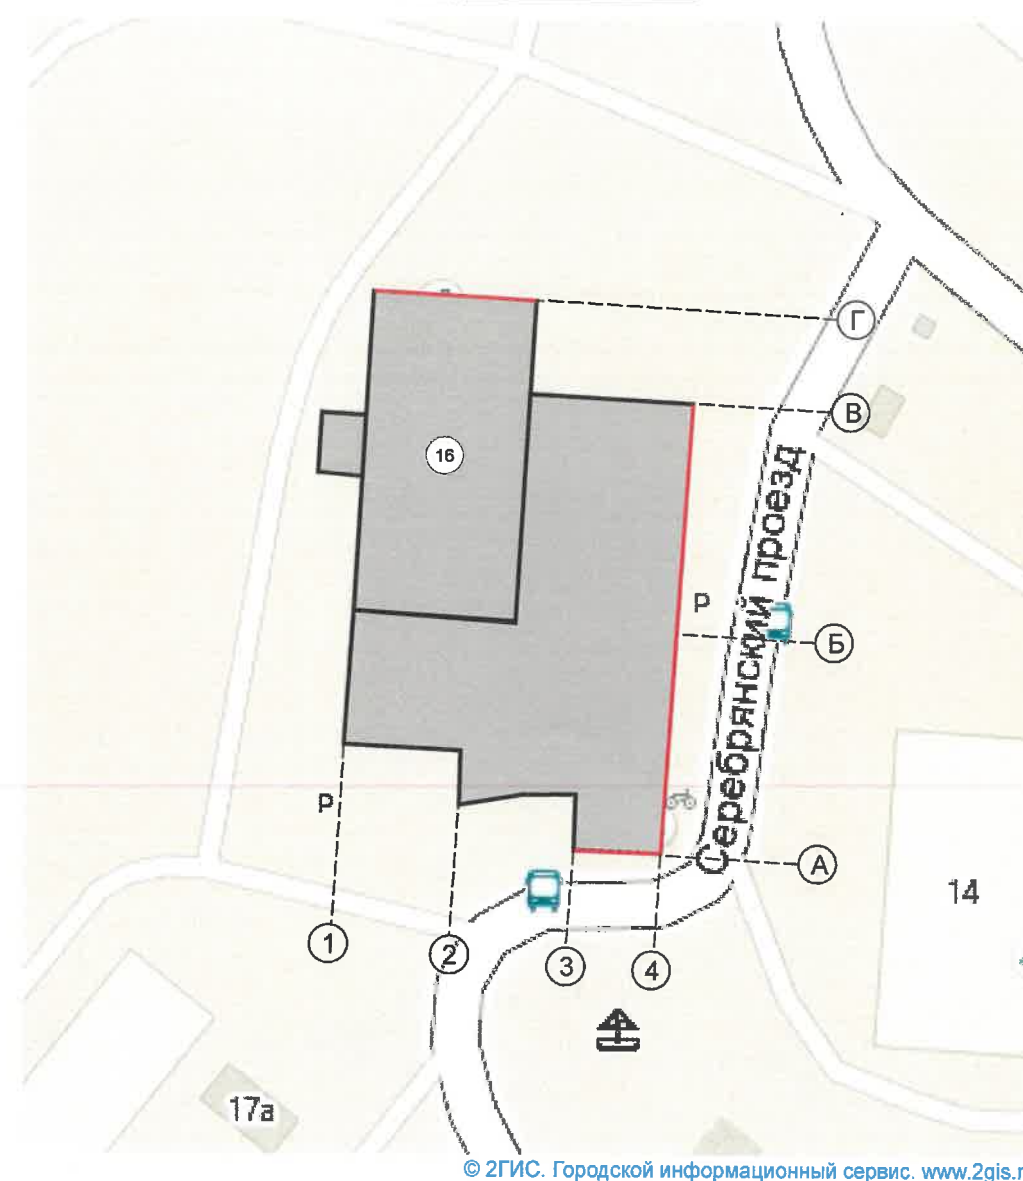 Г
В
16
Р
Б
Серебрянский проезд
Р
А
14
1
2
3
4
17а
© 2ГИС. Городской информационный сервис. www.2gis.r